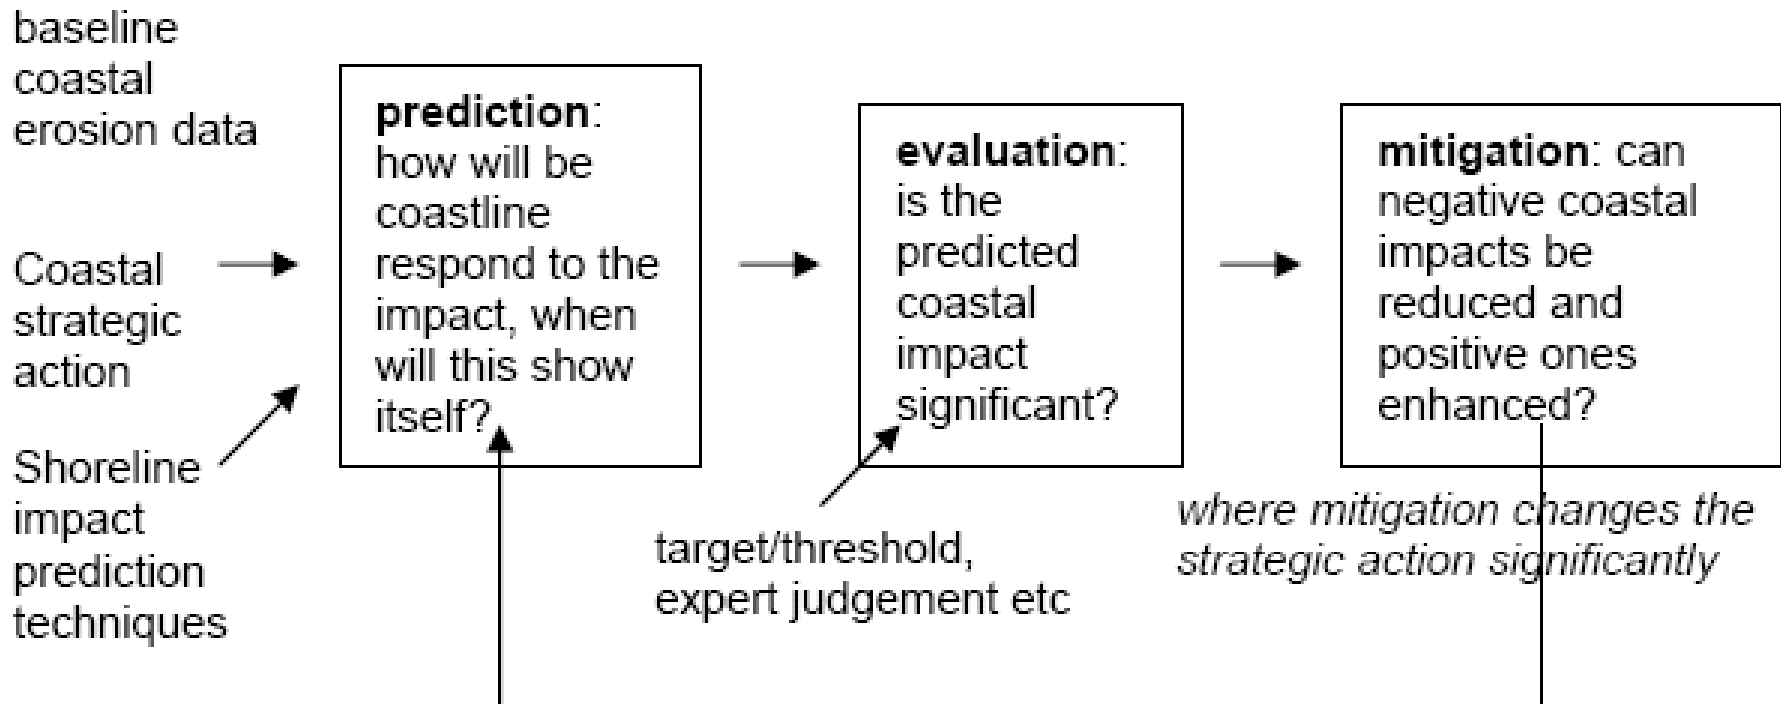 baseline
coastal
erosion data
Coastal
strategic
action
Shoreline
impact
prediction
techniques
prediction:
how will be
coastline
respond to the
impact, when
will this show
itself?
evaluation:
is the
predicted
coastal
impact
significant?
target/threshold,
expert judgement etc
mitigation: can
negative coastal
impacts be
reduced and
positive ones
enhanced?
where mitigation changes the
strategic action significantly